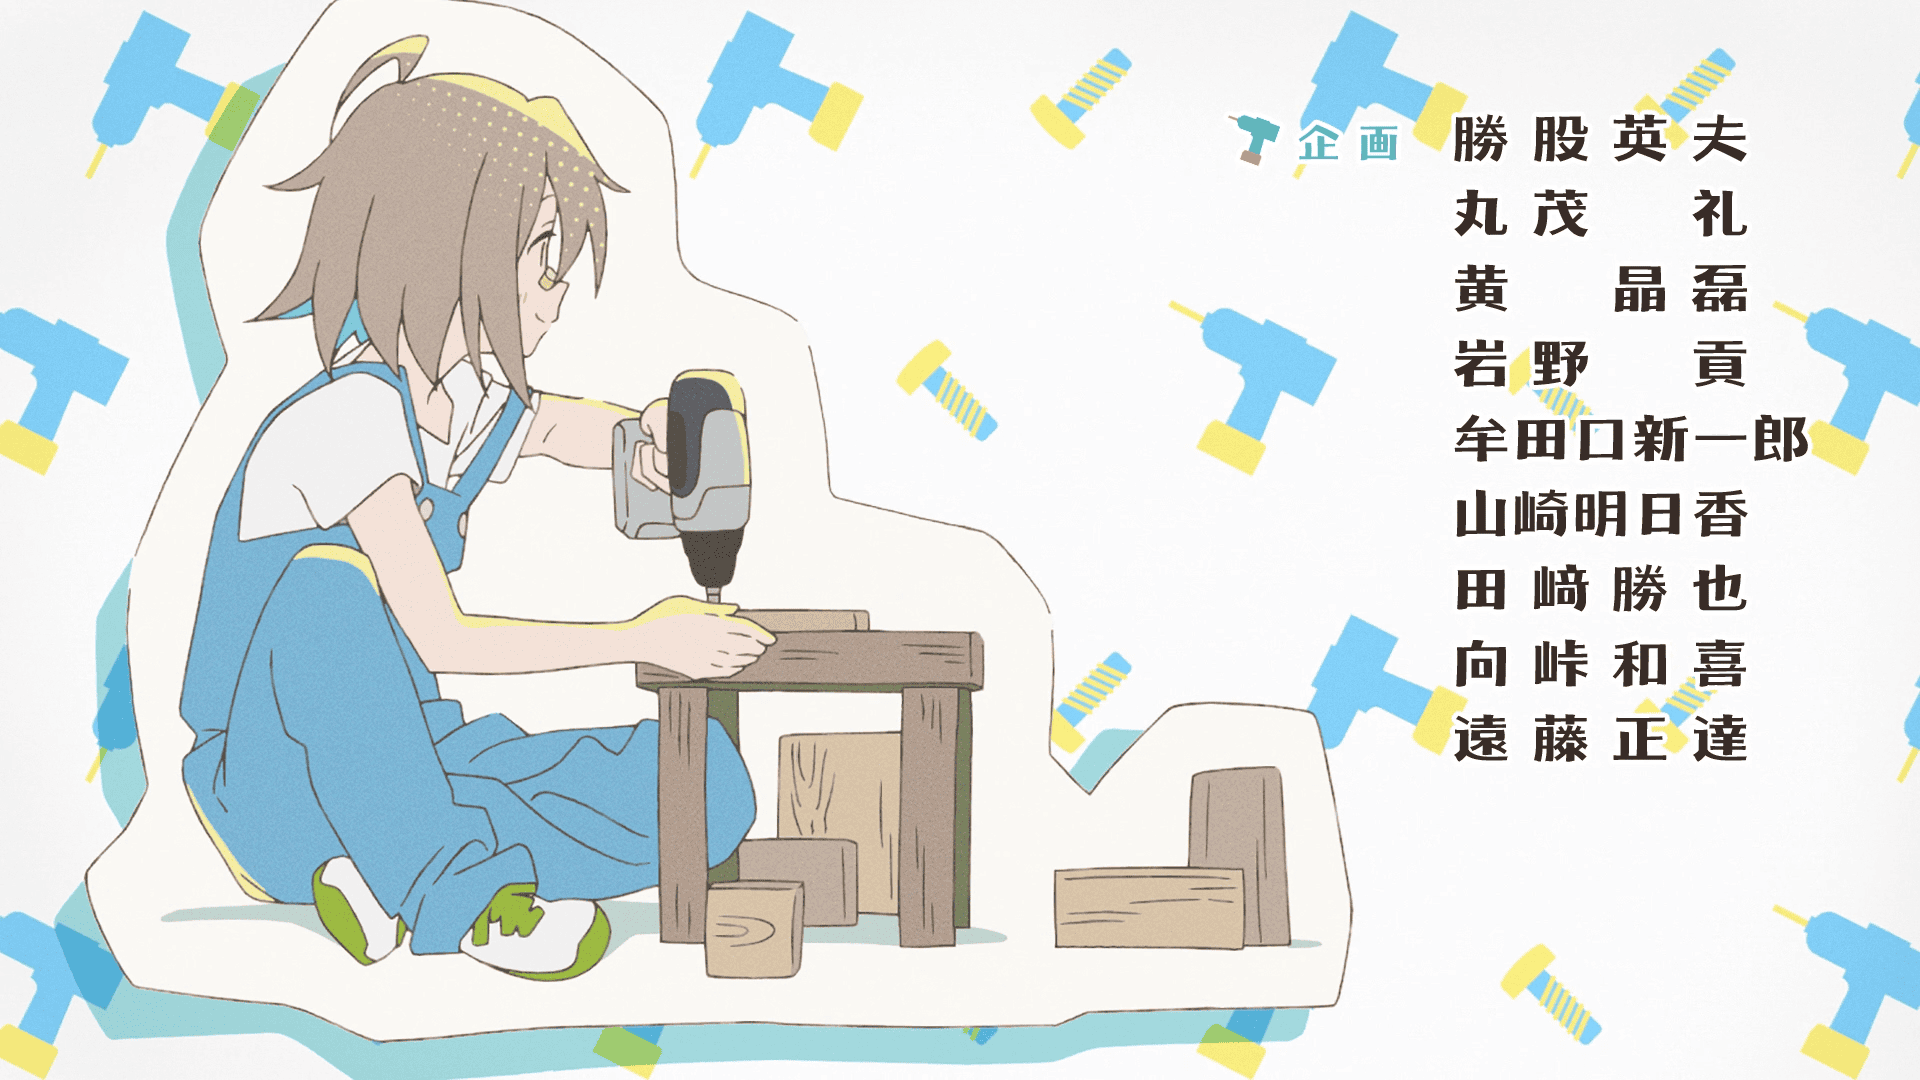 企画 勝股英夫
丸茂礼
黄晶磊
岩野貢
牟田口新一郎
山崎明日香
田﨑勝也
向峠和喜
遠藤正達